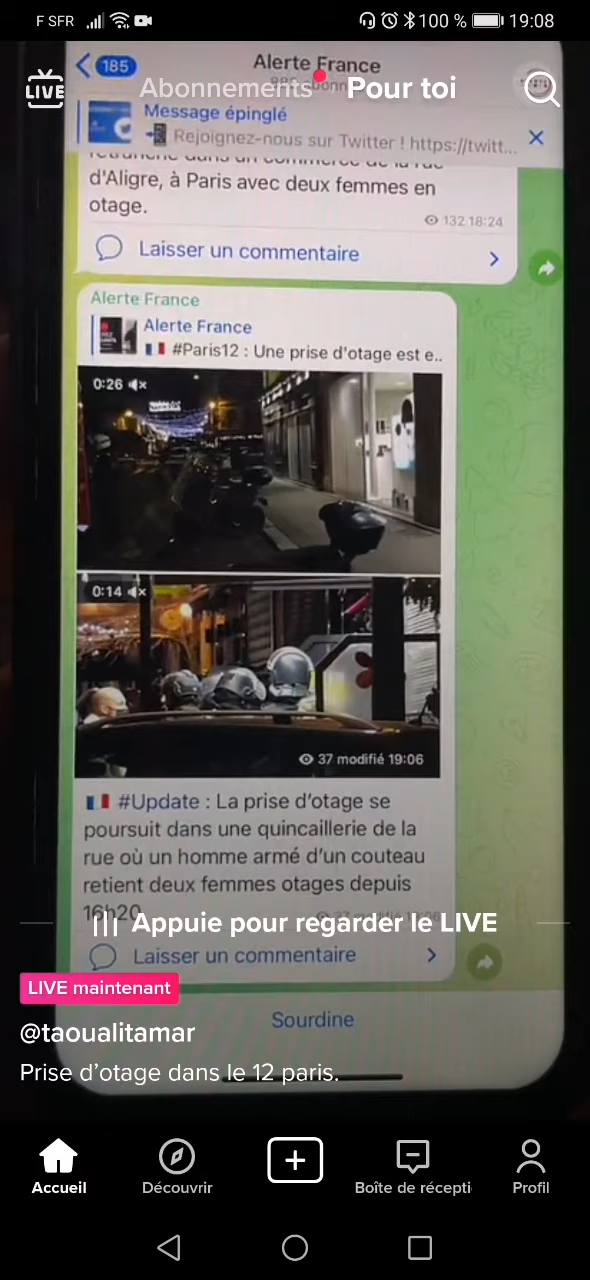 F SFR
100 % 19:08
185
Alerte France
LIVE
Abonnements Pour toi
Message épinglé
Rejoignez-nous sur Twitter ! https://twitt...
d'Aligre, à Paris avec deux femmes en
otage.
132 18:24
Laisser un commentaire
Alerte France
Alerte France
#Paris12 : Une prise d'otage est e..
0:26
0:14
37 modifié 19:06
#Update : La prise d'otage se
poursuit dans une quincaillerie de la
rue où un homme armé d'un couteau
retient deux femmes otages depuis
16h20
Appuie pour regarder le LIVE
Laisser un commentaire
LIVE maintenant
Sourdine
@taoualitamar
Prise d'otage dans le 12 paris.
Accueil
Découvrir
Boîte de récepti
Profil